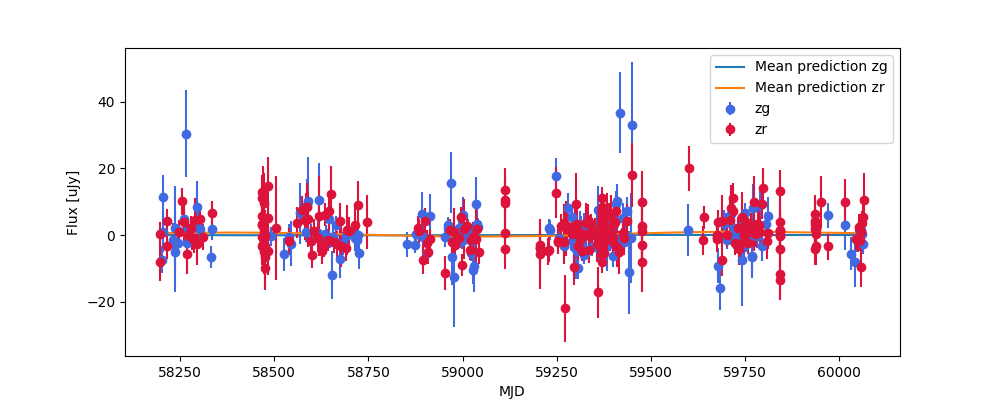 Mean prediction zg
Mean prediction zr
zg
zr
40
20
0
−20
Flux [uJy]
58250 58500 58750 59000 59250 59500 59750 60000
MJD